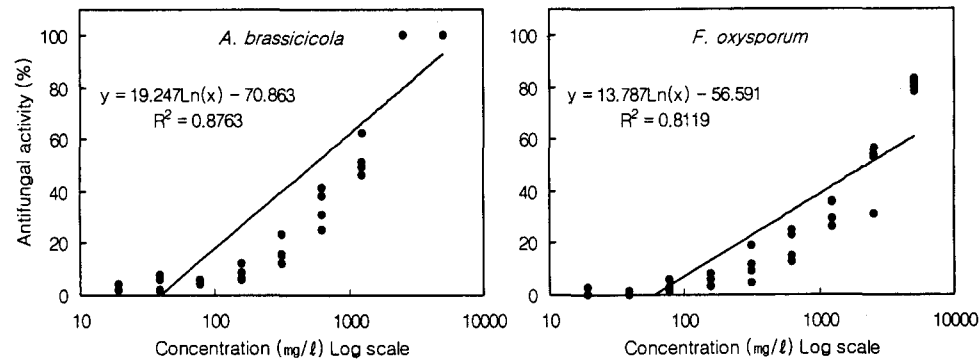 A. brassicicola
y = 19.247Ln(x) − 70.863
R² = 0.8763
Antifungal activity (%)
100
80
60
40
20
0
10
100
1000
10000
Concentration (mg/ℓ) Log scale
F. oxysporum
y = 13.787Ln(x) − 56.591
R² = 0.8119
100
80
60
40
20
0
10
100
1000
10000
Concentration (mg/ℓ) Log scale